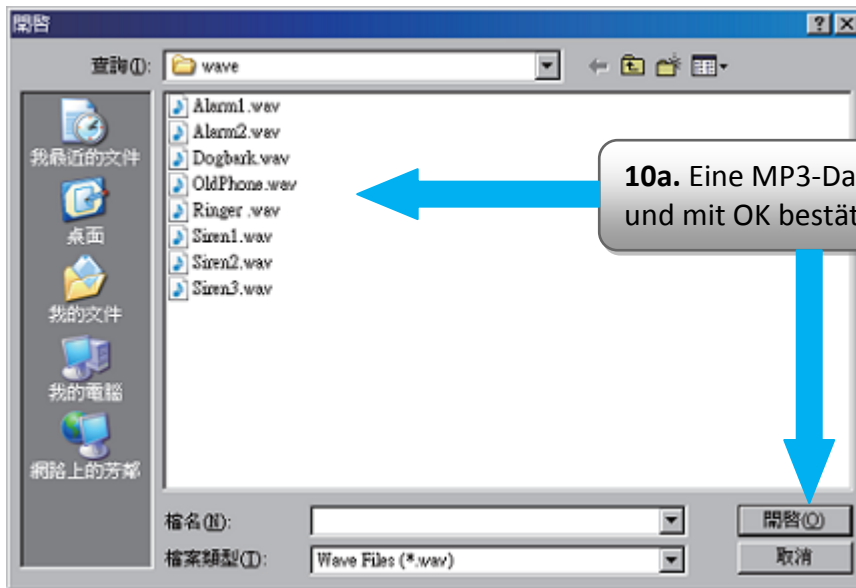 開啓
查詢(I):
wave
Alarm1.wav
Alarm2.wav
Dogbark.wav
OldPhone.wav
Ringer .wav
Siren1.wav
Siren2.wav
Siren3.wav
我最近的文件
桌面
我的文件
我的電腦
網路上的芳鄰
10a. Eine MP3-Da
und mit OK bestät
檔名(N):
開啓(O)
檔案類型(T):
Wave Files (*.wav)
取消